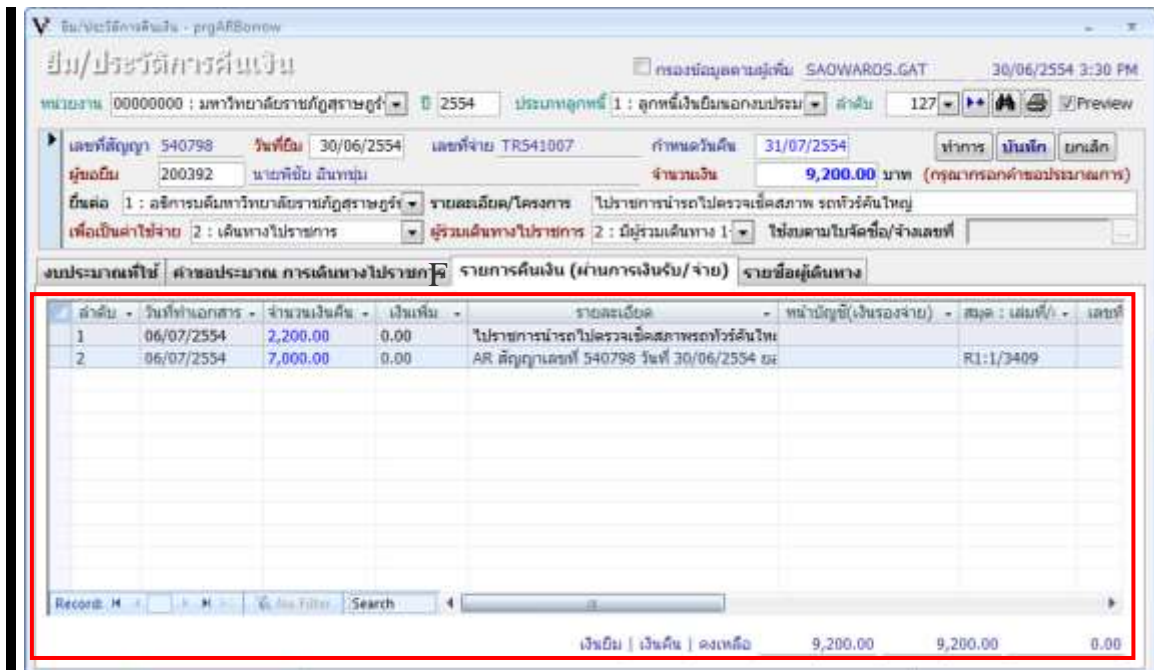 ยืม/ประวัติการคืนเงิน - prgARBorrow
ยืม/ประวัติการคืนเงิน กรองข้อมูลตามผู้เพิ่ม SAOWAROS.GAT 30/06/2554 3:30 PM
หน่วยงาน 00000000 : มหาวิทยาลัยราชภัฏสุราษฎร์ ปี 2554 ประเภทลูกหนี้ 1 : ลูกหนี้เงินยืมนอกงบประม ลำดับ 127 Preview
เลขที่สัญญา 540798 วันที่ยืม 30/06/2554 เลขที่จ่าย TR541007 กำหนดวันคืน 31/07/2554 ทำการ บันทึก ยกเลิก
ผู้ขอยืม 200392 นายพิชัย อินทนุ่ม จำนวนเงิน 9,200.00 บาท (กรุณากรอกคำขอประมาณการ)
ยืมต่อ 1 : อธิการบดีมหาวิทยาลัยราชภัฏสุราษฎร์ รายละเอียด/โครงการ ไปราชการนำรถไปตรวจเช็คสภาพ รถทัวร์คันใหญ่
เพื่อเป็นค่าใช้จ่าย 2 : เดินทางไปราชการ ผู้ร่วมเดินทางไปราชการ 2 : มีผู้ร่วมเดินทาง 1- ใช้งบตามใบจัดซื้อ/จ้างเลขที่ ...
งบประมาณที่ใช้ คำขอประมาณ การเดินทางไปราชการ F รายการคืนเงิน (ผ่านการเงินรับ/จ่าย) รายชื่อผู้เดินทาง
ลำดับ วันที่ทำเอกสาร จำนวนเงินคืน เงินเพิ่ม รายละเอียด หน้าบัญชี(เงินรองจ่าย) สมุด : เล่มที่/ เลขที่
1 06/07/2554 2,200.00 0.00 ไปราชการนำรถไปตรวจเช็คสภาพรถทัวร์คันให
2 06/07/2554 7,000.00 0.00 AR สัญญาเลขที่ 540798 วันที่ 30/06/2554 R1:1/3409
Record: No Filter Search
เงินยืม | เงินคืน | คงเหลือ 9,200.00 9,200.00 0.00